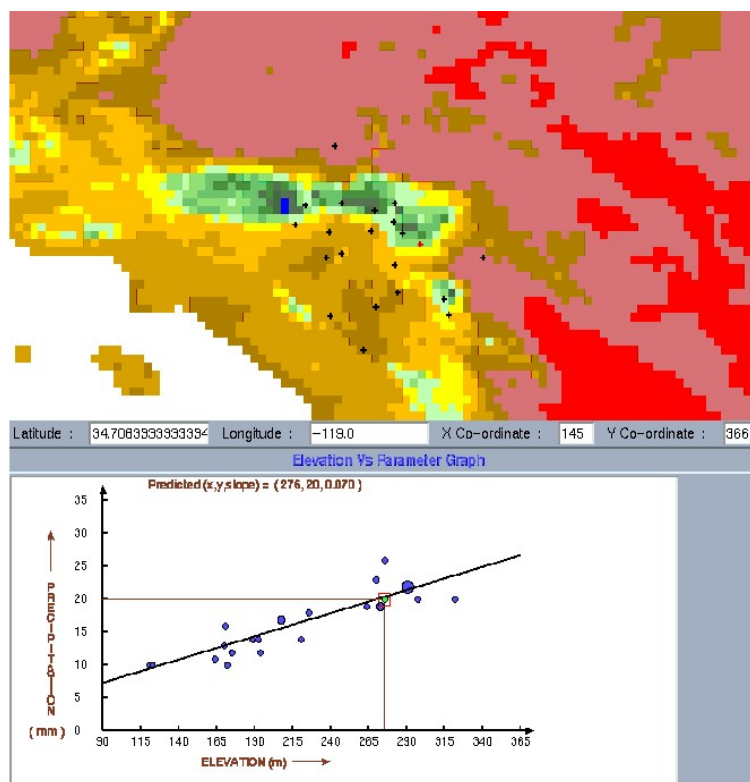 Latitude : 34.7083333333334 Longitude : -119.0 X Co-ordinate : 145 Y Co-ordinate : 366
Elevation Vs Parameter Graph
Predicted (x,y,slope) = ( 276, 20, 0.070 )
35
30
25
20
15
10
5
0
PRECIPITATION
( mm )
90 115 140 165 190 215 240 265 290 315 340 365
ELEVATION (m)